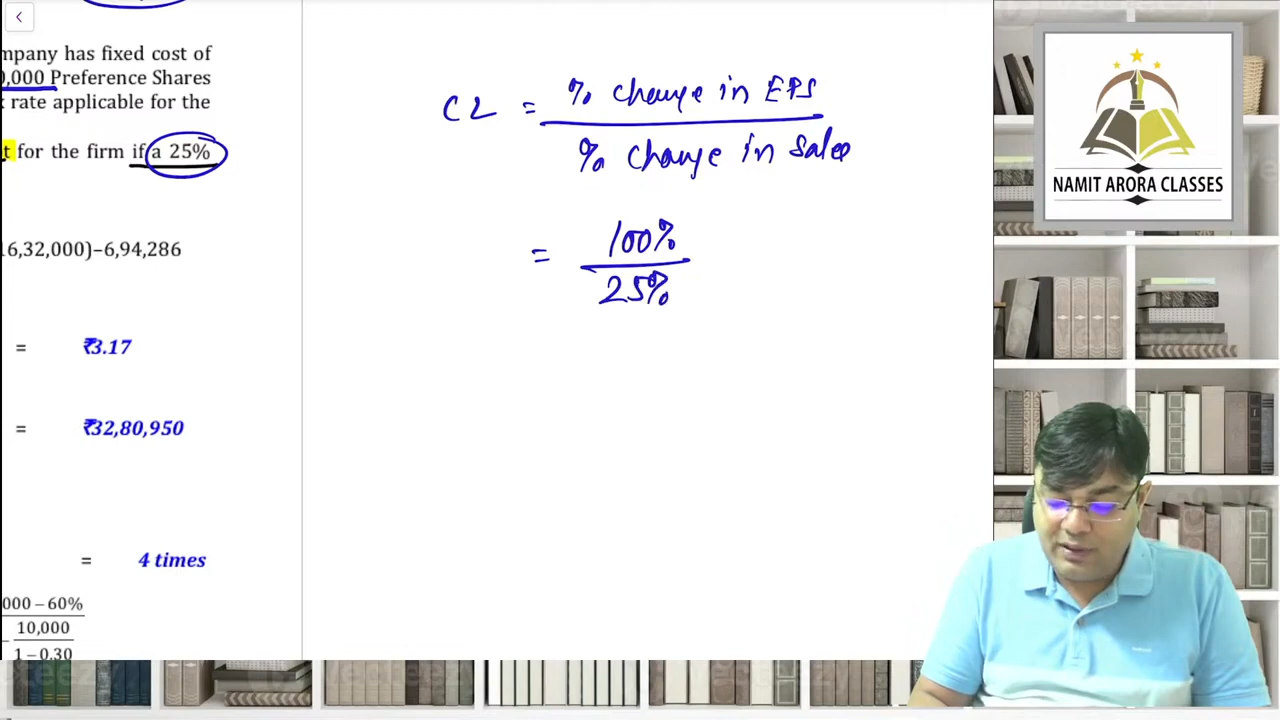 mpany has fixed cost of
0,000 Preference Shares
rate applicable for the
t for the firm if a 25%
16,32,000)–6,94,286
= ₹3.17
= ₹32,80,950
= 4 times
000 – 60%
10,000
1 – 0.30
CL = % change in EPS
% change in sales
= 100%
25%
NAMIT ARORA CLASSES